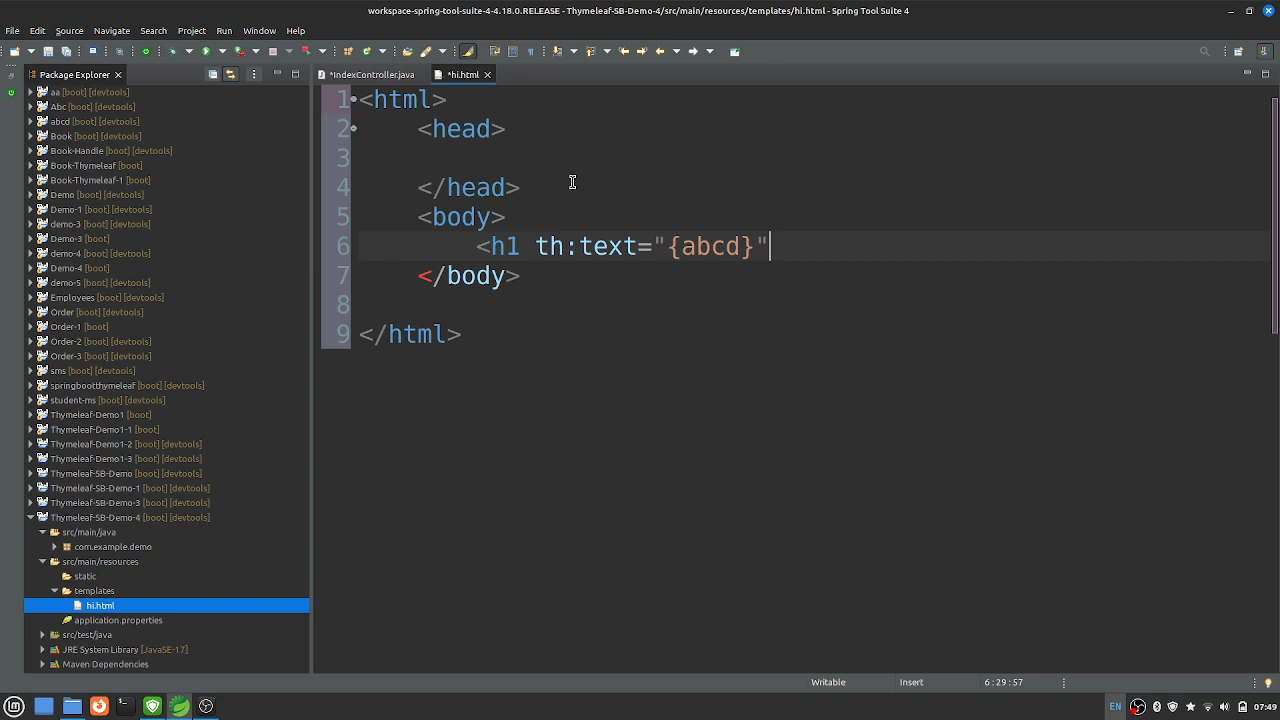 workspace-spring-tool-suite-4-4.18.0.RELEASE - Thymeleaf-SB-Demo-4/src/main/resources/templates/hi.html - Spring Tool Suite 4
File Edit Source Navigate Search Project Run Window Help
Package Explorer
*IndexController.java
*hi.html
aa [boot] [devtools]
Abc [boot] [devtools]
abcd [boot] [devtools]
Book [boot] [devtools]
Book-Handle [boot] [devtools]
Book-Thymeleaf [boot]
Book-Thymeleaf-1 [boot]
Demo [boot] [devtools]
Demo-1 [boot] [devtools]
demo-3 [boot] [devtools]
Demo-3 [boot]
demo-4 [boot] [devtools]
Demo-4 [boot]
demo-5 [boot] [devtools]
Employees [boot] [devtools]
Order [boot] [devtools]
Order-1 [boot]
Order-2 [boot] [devtools]
Order-3 [boot] [devtools]
sms [boot] [devtools]
springbootthymeleaf [boot] [devtools]
student-ms [boot] [devtools]
Thymeleaf-Demo1 [boot]
Thymeleaf-Demo1-1 [boot]
Thymeleaf-Demo1-2 [boot] [devtools]
Thymeleaf-Demo1-3 [boot] [devtools]
Thymeleaf-SB-Demo [boot] [devtools]
Thymeleaf-SB-Demo-1 [boot] [devtools]
Thymeleaf-SB-Demo-3 [boot] [devtools]
Thymeleaf-SB-Demo-4 [boot] [devtools]
src/main/java
com.example.demo
src/main/resources
static
templates
hi.html
application.properties
src/test/java
JRE System Library [JavaSE-17]
Maven Dependencies
1 <html>
2 <head>
3
4 </head>
5 <body>
6 <h1 th:text="{abcd}"
7 </body>
8
9 </html>
Writable
Insert
6:29:57
EN
07:49